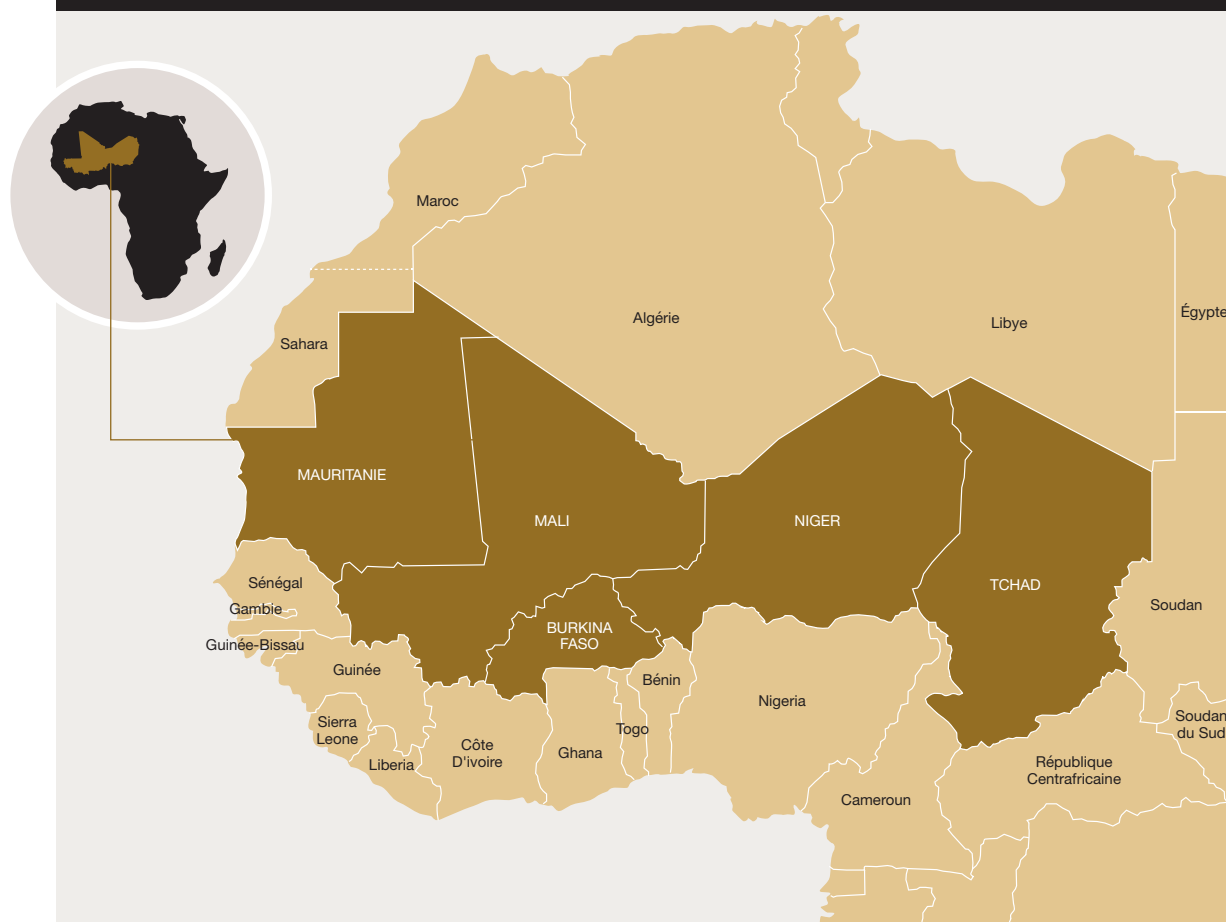 Maroc
Algérie
Libye
Égypte
Sahara
MAURITANIE
MALI
NIGER
TCHAD
Sénégal
Gambie
Guinée-Bissau
Guinée
Sierra
Leone
Liberia
Côte
D'ivoire
BURKINA
FASO
Ghana
Togo
Bénin
Nigeria
Cameroun
République
Centrafricaine
Soudan
Soudan
du Sud